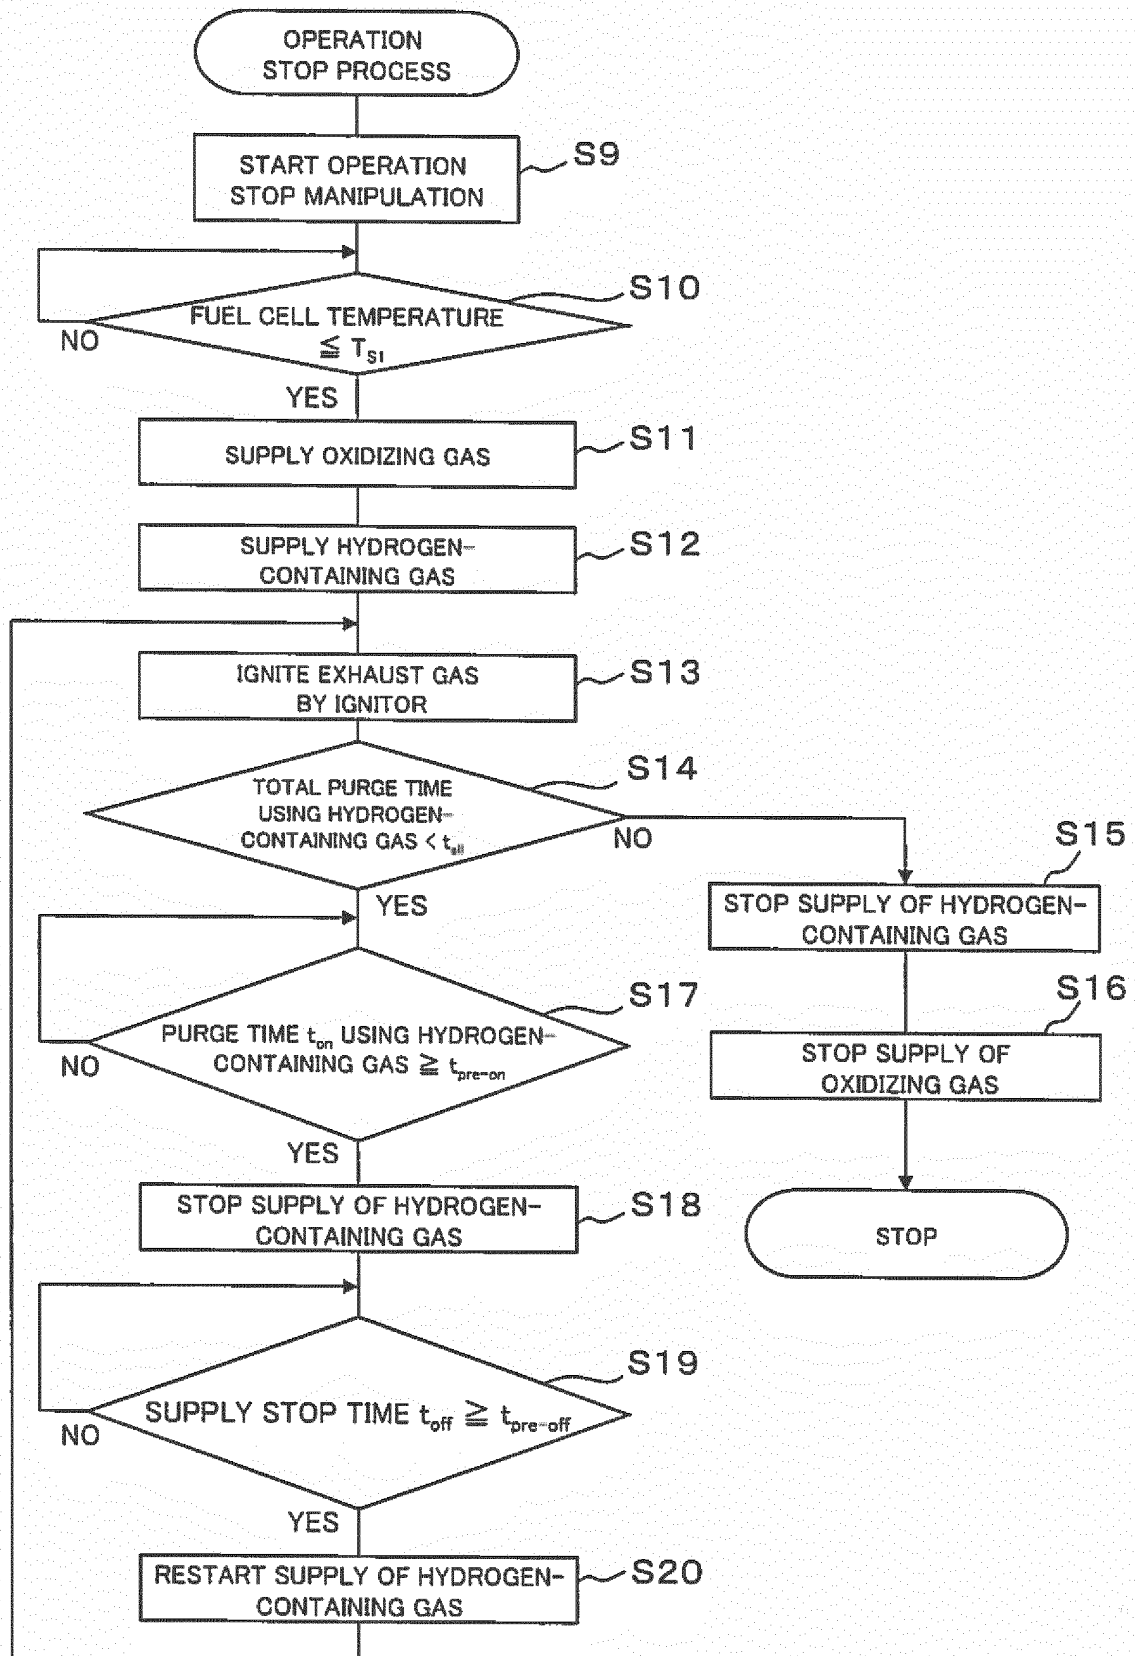 OPERATION
STOP PROCESS
START OPERATION
STOP MANIPULATION
S9
FUEL CELL TEMPERATURE
≦ TS1
S10
NO
YES
SUPPLY OXIDIZING GAS
S11
SUPPLY HYDROGEN-
CONTAINING GAS
S12
IGNITE EXHAUST GAS
BY IGNITOR
S13
TOTAL PURGE TIME
USING HYDROGEN-
CONTAINING GAS < tall
S14
NO
YES
STOP SUPPLY OF HYDROGEN-
CONTAINING GAS
S15
STOP SUPPLY OF
OXIDIZING GAS
S16
STOP
PURGE TIME ton USING HYDROGEN-
CONTAINING GAS ≧ tpre-on
S17
NO
YES
STOP SUPPLY OF HYDROGEN-
CONTAINING GAS
S18
SUPPLY STOP TIME toff ≧ tpre-off
S19
NO
YES
RESTART SUPPLY OF HYDROGEN-
CONTAINING GAS
S20